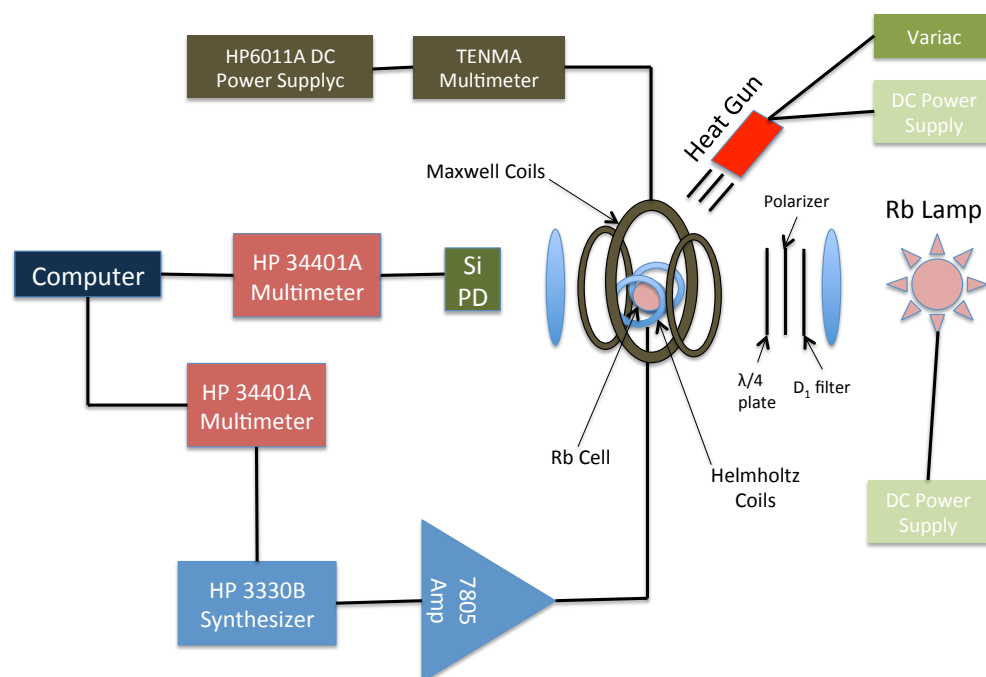 HP6011A DC
Power Supplyc
TENMA
Multimeter
Variac
DC Power
Supply
Heat Gun
Maxwell Coils
Polarizer
Rb Lamp
Computer
HP 34401A
Multimeter
Si
PD
λ/4
plate
D₁ filter
HP 34401A
Multimeter
Rb Cell
Helmholtz
Coils
DC Power
Supply
HP 3330B
Synthesizer
7805
Amp